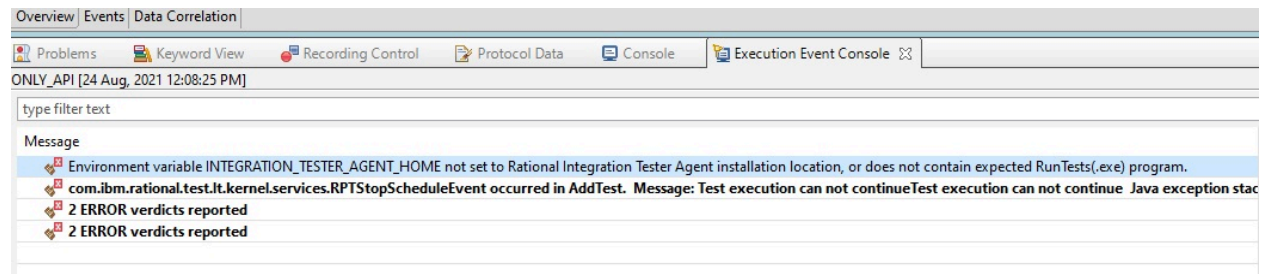 Overview Events Data Correlation
Problems Keyword View Recording Control Protocol Data Console Execution Event Console
ONLY_API [24 Aug, 2021 12:08:25 PM]
type filter text
Message
Environment variable INTEGRATION_TESTER_AGENT_HOME not set to Rational Integration Tester Agent installation location, or does not contain expected RunTests(.exe) program.
com.ibm.rational.test.lt.kernel.services.RPTStopScheduleEvent occurred in AddTest. Message: Test execution can not continueTest execution can not continue Java exception stac
2 ERROR verdicts reported
2 ERROR verdicts reported